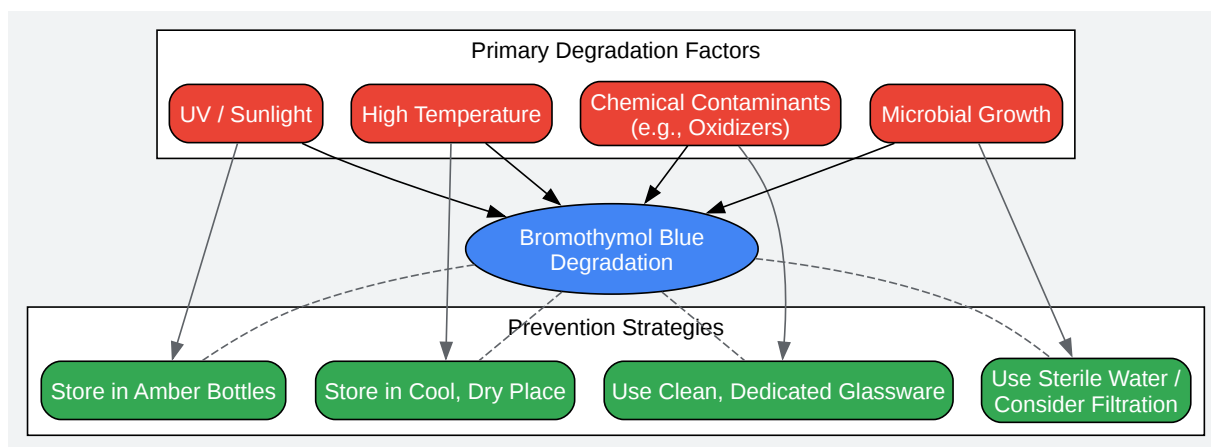 Primary Degradation Factors
UV / Sunlight
High Temperature
Chemical Contaminants
(e.g., Oxidizers)
Microbial Growth
Bromothymol Blue
Degradation
Prevention Strategies
Store in Amber Bottles
Store in Cool, Dry Place
Use Clean, Dedicated Glassware
Use Sterile Water /
Consider Filtration